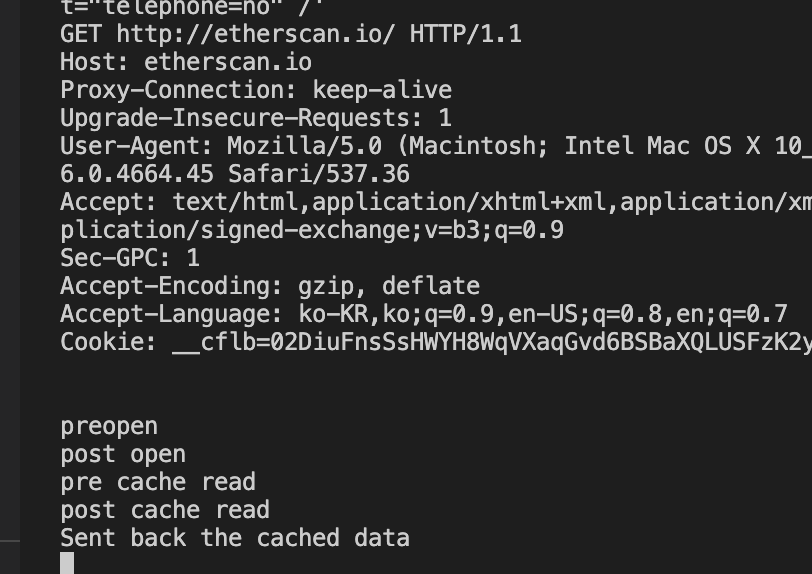 t="telephone=no" /'
GET http://etherscan.io/ HTTP/1.1
Host: etherscan.io
Proxy-Connection: keep-alive
Upgrade-Insecure-Requests: 1
User-Agent: Mozilla/5.0 (Macintosh; Intel Mac OS X 10_
6.0.4664.45 Safari/537.36
Accept: text/html,application/xhtml+xml,application/xm
plication/signed-exchange;v=b3;q=0.9
Sec-GPC: 1
Accept-Encoding: gzip, deflate
Accept-Language: ko-KR,ko;q=0.9,en-US;q=0.8,en;q=0.7
Cookie: __cflb=02DiuFnsSsHWYH8WqVXaqGvd6BSBaXQLUSFzK2y
preopen
post open
pre cache read
post cache read
Sent back the cached data